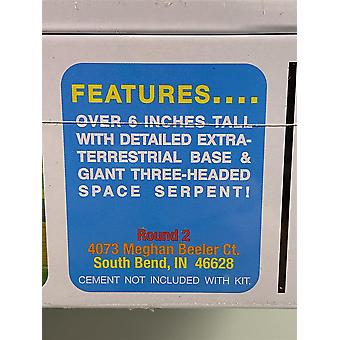 FEATURES....
OVER 6 INCHES TALL
WITH DETAILED EXTRA-
TERRESTRIAL BASE &
GIANT THREE-HEADED
SPACE SERPENT!
Round 2
4073 Meghan Beeler Ct.
South Bend, IN 46628
CEMENT NOT INCLUDED WITH KIT.